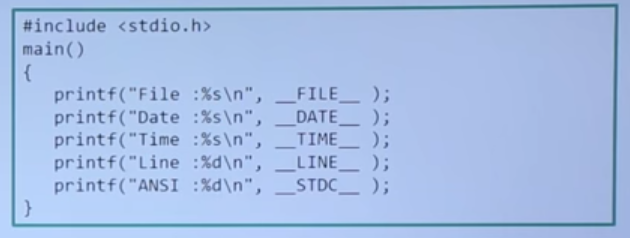 #include <stdio.h>
main()
{
   printf("File :%s\n", __FILE__ );
   printf("Date :%s\n", __DATE__ );
   printf("Time :%s\n", __TIME__ );
   printf("Line :%d\n", __LINE__ );
   printf("ANSI :%d\n", __STDC__ );
}